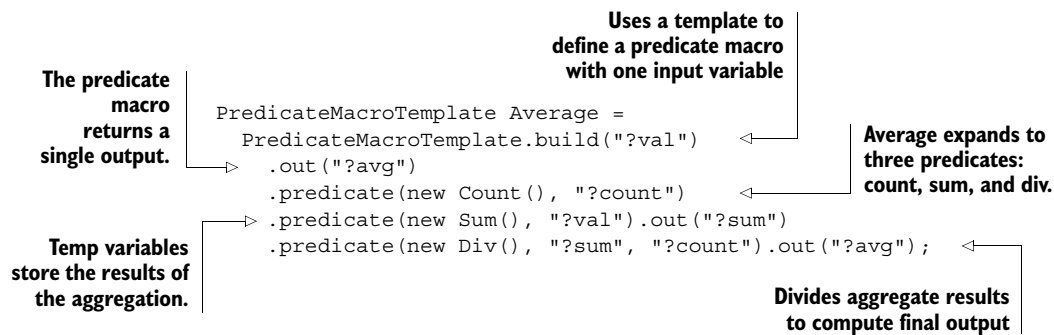 Uses a template to
define a predicate macro
with one input variable
The predicate
macro
returns a
single output.
PredicateMacroTemplate Average =
PredicateMacroTemplate.build("?val")
.out("?avg")
.predicate(new Count(), "?count")
.predicate(new Sum(), "?val").out("?sum")
.predicate(new Div(), "?sum", "?count").out("?avg");
Average expands to
three predicates:
count, sum, and div.
Temp variables
store the results of
the aggregation.
Divides aggregate results
to compute final output